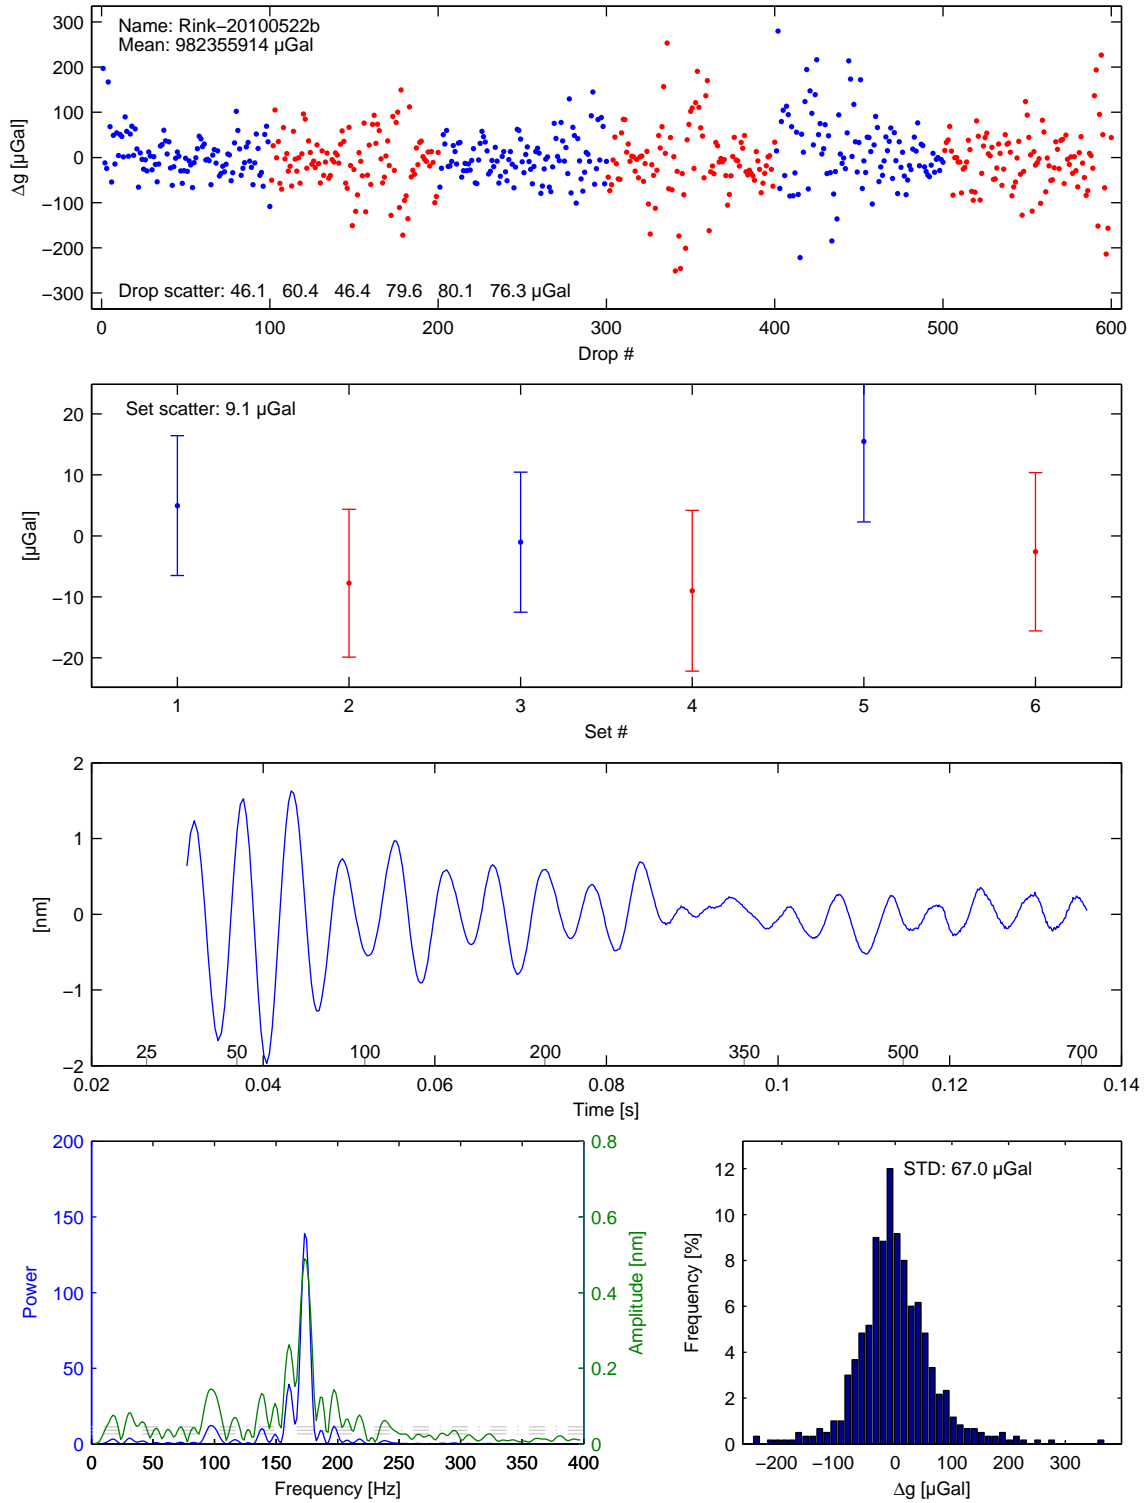 Name: Rink−20100522b
Mean: 982355914 µGal
300
200
100
0
−100
−200
−300
Δg [µGal]
Drop scatter: 46.1 60.4 46.4 79.6 80.1 76.3 µGal
0 100 200 300 400 500 600
Drop #
Set scatter: 9.1 µGal
20
10
0
−10
−20
[µGal]
1 2 3 4 5 6
Set #
2
1
0
−1
−2
[nm]
25 50 100 200 350 500 700
0.02 0.04 0.06 0.08 0.1 0.12 0.14
Time [s]
200
150
100
50
0
Power
0.8
0.6
0.4
0.2
0
Amplitude [nm]
0 50 100 150 200 250 300 350 400
Frequency [Hz]
STD: 67.0 µGal
12
10
8
6
4
2
0
Frequency [%]
−200 −100 0 100 200 300
Δg [µGal]